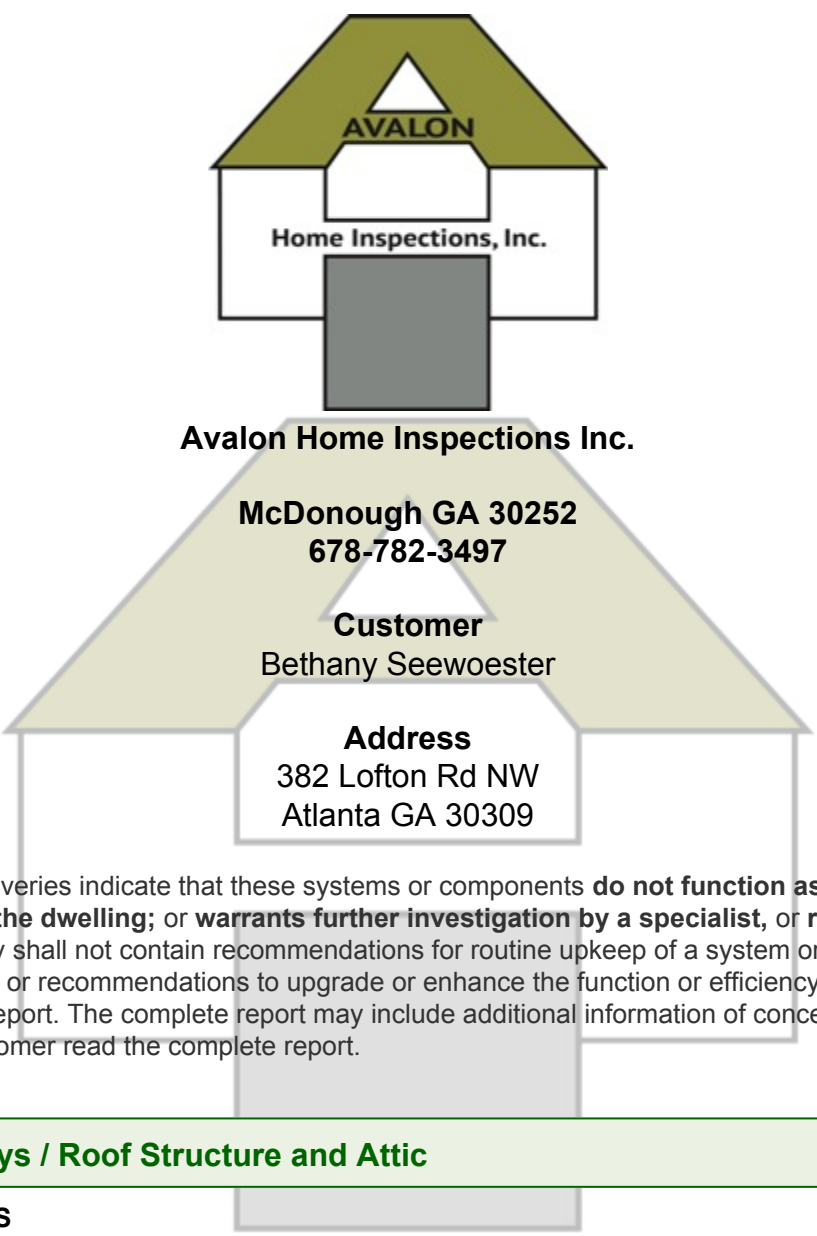 AVALON
Home Inspections, Inc.
Avalon Home Inspections Inc.
McDonough GA 30252
678-782-3497
Customer
Bethany Seewoester
Address
382 Lofton Rd NW
Atlanta GA 30309
veries indicate that these systems or components do not function as
the dwelling; or warrants further investigation by a specialist, or r
y shall not contain recommendations for routine upkeep of a system or
or recommendations to upgrade or enhance the function or efficiency
eport. The complete report may include additional information of conce
omer read the complete report.
ys / Roof Structure and Attic
s